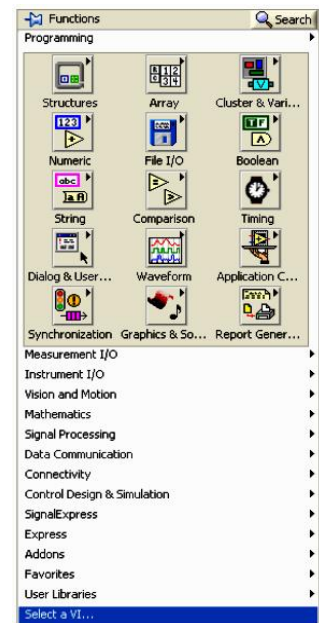 Functions
Search
Programming
Structures
Array
Cluster & Vari...
Numeric
File I/O
Boolean
String
Comparison
Timing
Dialog & User...
Waveform
Application C...
Synchronization
Graphics & So...
Report Gener...
Measurement I/O
Instrument I/O
Vision and Motion
Mathematics
Signal Processing
Data Communication
Connectivity
Control Design & Simulation
SignalExpress
Express
Addons
Favorites
User Libraries
Select a VI...